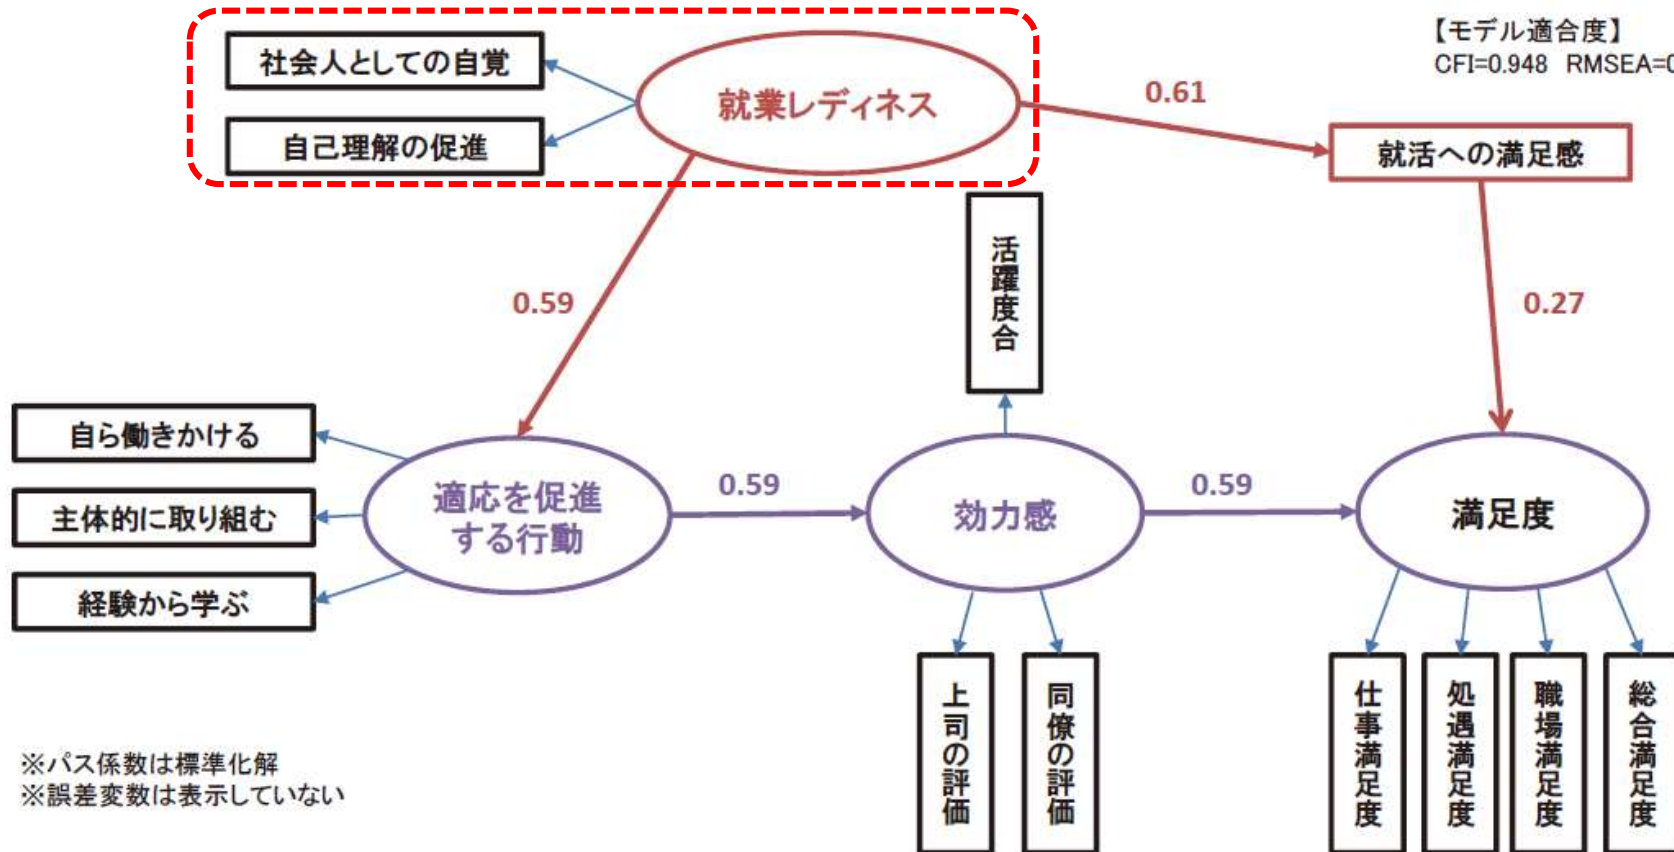 【モデル適合度】
CFI=0.948 RMSEA=0
社会人としての自覚
自己理解の促進
就業レディネス
0.61
就活への満足感
活躍度合
0.59
0.27
自ら働きかける
主体的に取り組む
経験から学ぶ
適応を促進
する行動
0.59
効力感
0.59
満足度
上司の評価
同僚の評価
仕事満足度
処遇満足度
職場満足度
総合満足度
※パス係数は標準化解
※誤差変数は表示していない